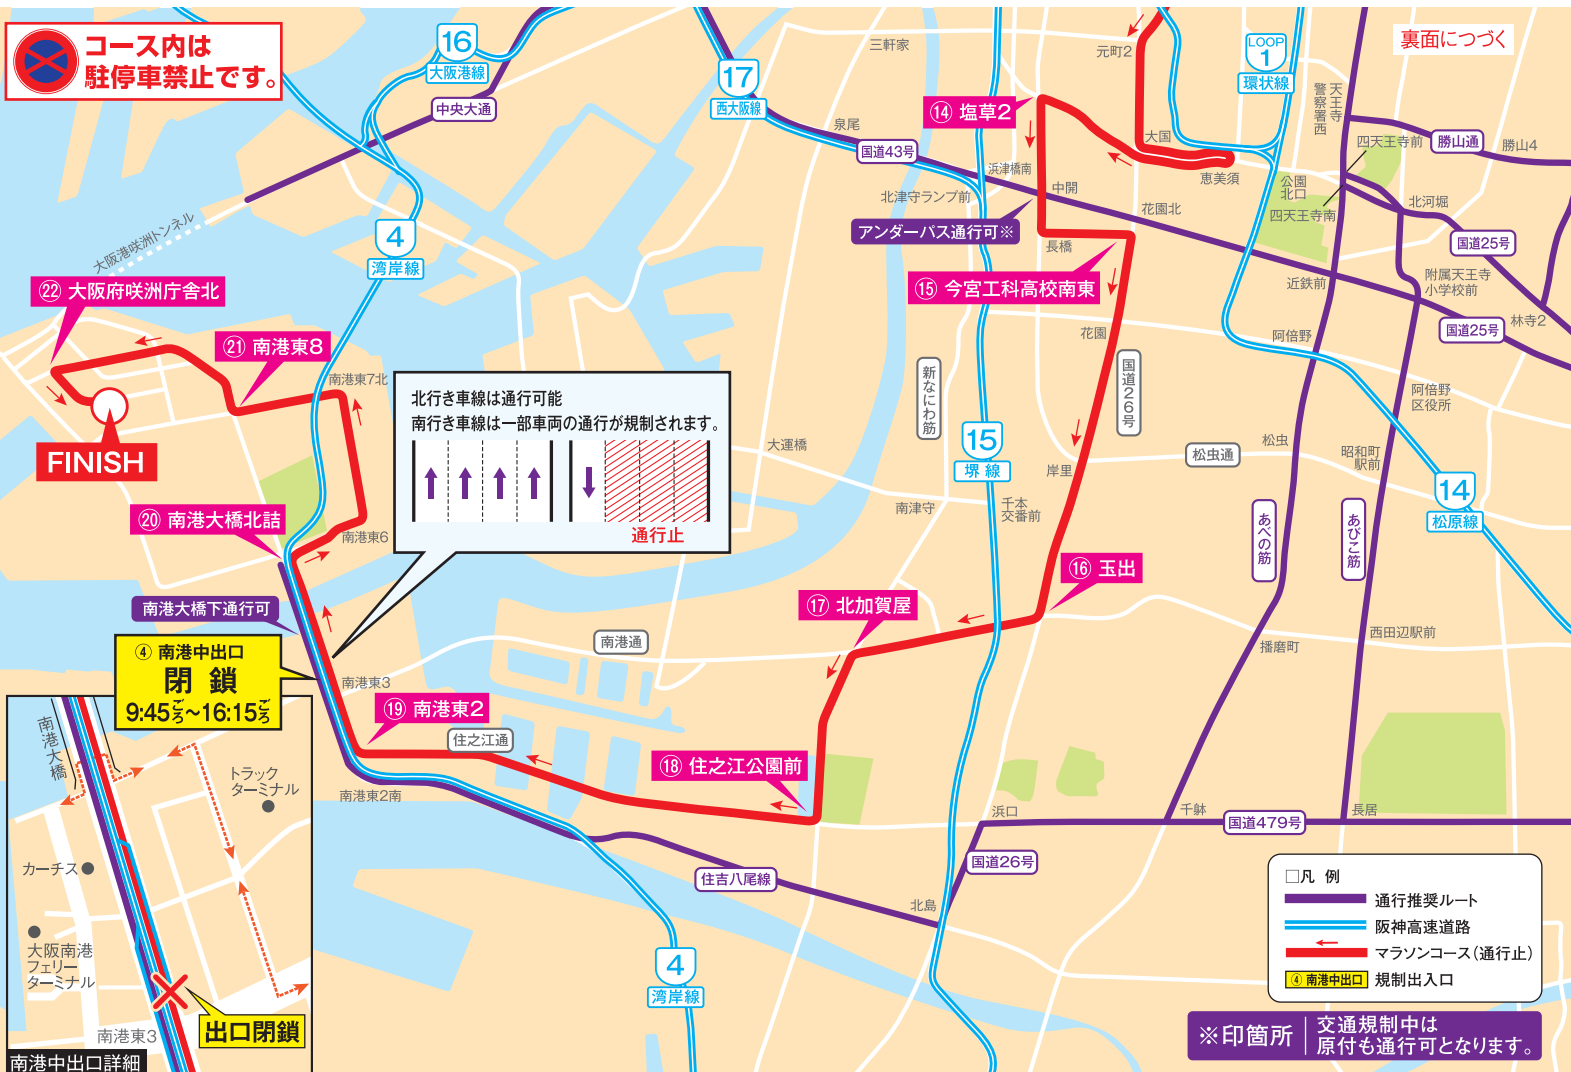 コース内は
駐停車禁止です。
16
大阪港線
中央大通
17
西大阪線
三軒家
泉尾
国道43号
元町2
LOOP
1
環状線
裏面につづく
天王寺
警察署西
四天王寺前
勝山通
勝山4
⑭ 塩草2
大国
恵美須
浜津橋南
中開
北津守ランプ前
花園北
公園
北口
四天王寺南
北河堀
国道25号
アンダーパス通行可※
長橋
⑮ 今宮工科高校南東
近鉄前
附属天王寺
小学校前
国道25号
林寺2
大阪港咲洲トンネル
4
湾岸線
㉒ 大阪府咲洲庁舎北
㉑ 南港東8
南港東7北
FINISH
北行き車線は通行可能
南行き車線は一部車両の通行が規制されます。
通行止
花園
国道26号
新なにわ筋
阿倍野
阿倍野
区役所
大運橋
15
堺線
岸里
松虫通
松虫
昭和町
駅前
14
松原線
南津守
千本
交番前
あべの筋
あびこ筋
⑳ 南港大橋北詰
南港東6
南港大橋下通行可
⑯ 玉出
⑰ 北加賀屋
南港通
播磨町
西田辺駅前
④ 南港中出口
閉鎖
9:45ごろ~16:15ごろ
南港東3
⑲ 南港東2
住之江通
⑱ 住之江公園前
南港東2南
浜口
千躰
国道479号
長居
国道26号
住吉八尾線
北島
4
湾岸線
南港大橋
トラック
ターミナル
カーチス
大阪南港
フェリー
ターミナル
南港東3
出口閉鎖
南港中出口詳細
□凡 例
通行推奨ルート
阪神高速道路
マラソンコース(通行止)
④ 南港中出口 規制出入口
※印箇所
交通規制中は
原付も通行可となります。